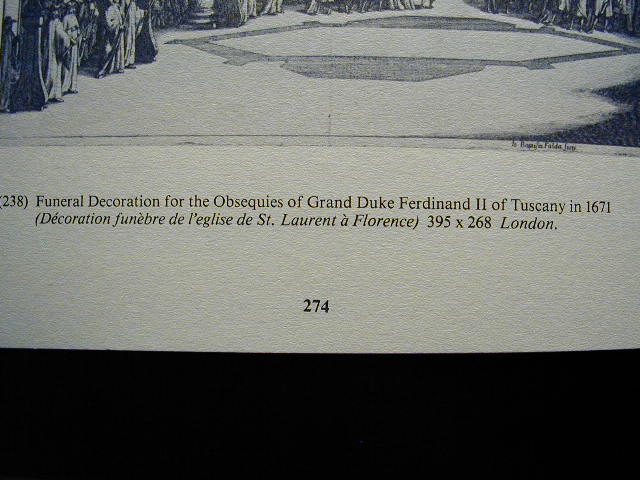 Falda
(238) Funeral Decoration for the Obsequies of Grand Duke Ferdinand II of Tuscany in 1671
(Décoration funèbre de l'eglise de St. Laurent à Florence) 395 x 268 London.
274